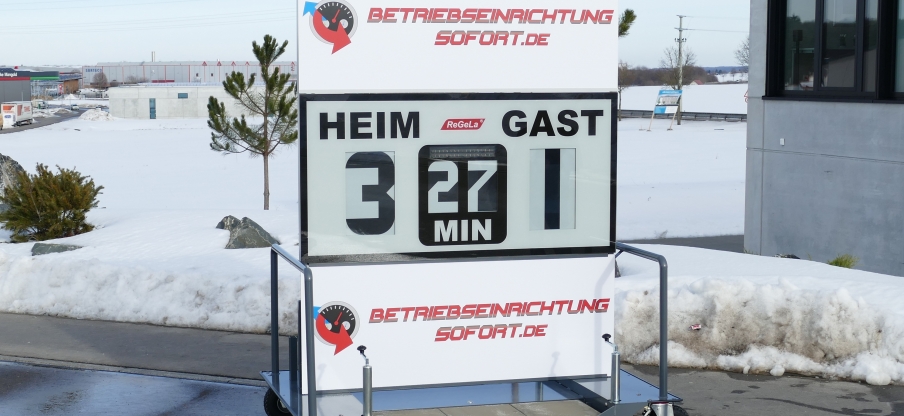 BETRIEBSEINRICHTUNG
SOFORT.DE
HEIM ReGeLa GAST
3 27 1
MIN
BETRIEBSEINRICHTUNG
SOFORT.DE